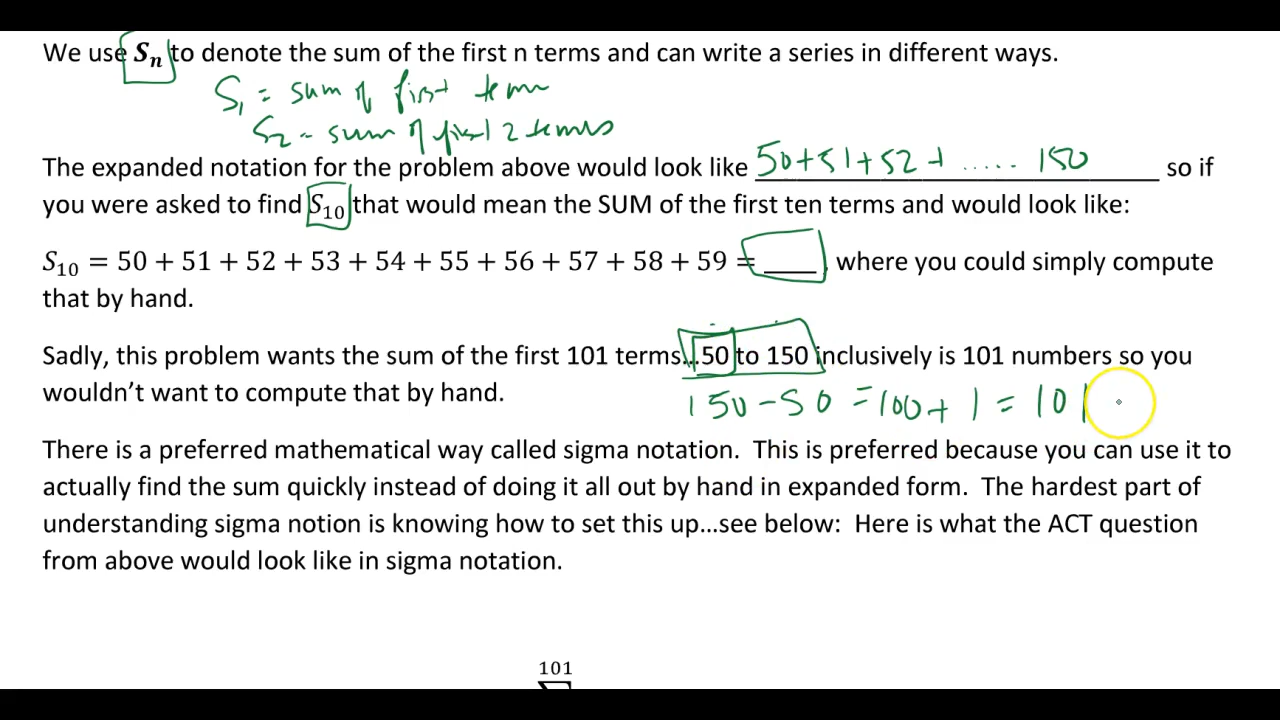 We use Sₙ to denote the sum of the first n terms and can write a series in different ways.
S₁ = sum of first term
S₂ = sum of first 2 terms
The expanded notation for the problem above would look like 50+51+52+ ..... 150 so if
you were asked to find S₁₀ that would mean the SUM of the first ten terms and would look like:
S₁₀ = 50 + 51 + 52 + 53 + 54 + 55 + 56 + 57 + 58 + 59 = ____ where you could simply compute
that by hand.
Sadly, this problem wants the sum of the first 101 terms...50 to 150 inclusively is 101 numbers so you
wouldn’t want to compute that by hand.
150 - 50 = 100 + 1 = 101
There is a preferred mathematical way called sigma notation.  This is preferred because you can use it to
actually find the sum quickly instead of doing it all out by hand in expanded form.  The hardest part of
understanding sigma notion is knowing how to set this up...see below:  Here is what the ACT question
from above would look like in sigma notation.
101